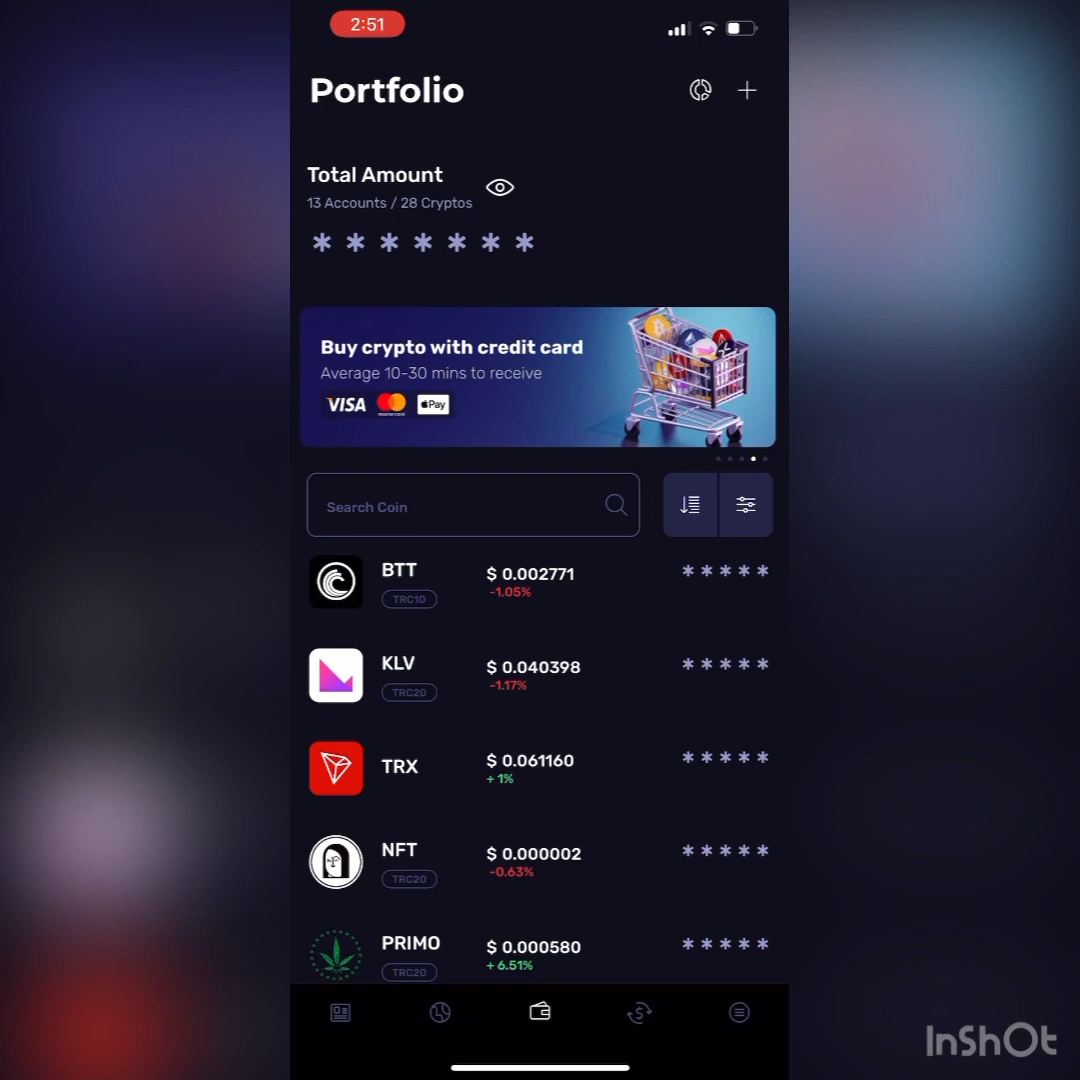 2:51
Portfolio
Total Amount
13 Accounts / 28 Cryptos
* * * * * * *
Buy crypto with credit card
Average 10-30 mins to receive
VISA mastercard Pay
Search Coin
BTT $ 0.002771 * * * * *
TRC10 -1.05%
KLV $ 0.040398 * * * * *
TRC20 -1.17%
TRX $ 0.061160 * * * * *
+ 1%
NFT $ 0.000002 * * * * *
TRC20 -0.63%
PRIMO $ 0.000580 * * * * *
TRC20 + 6.51%
InShOt